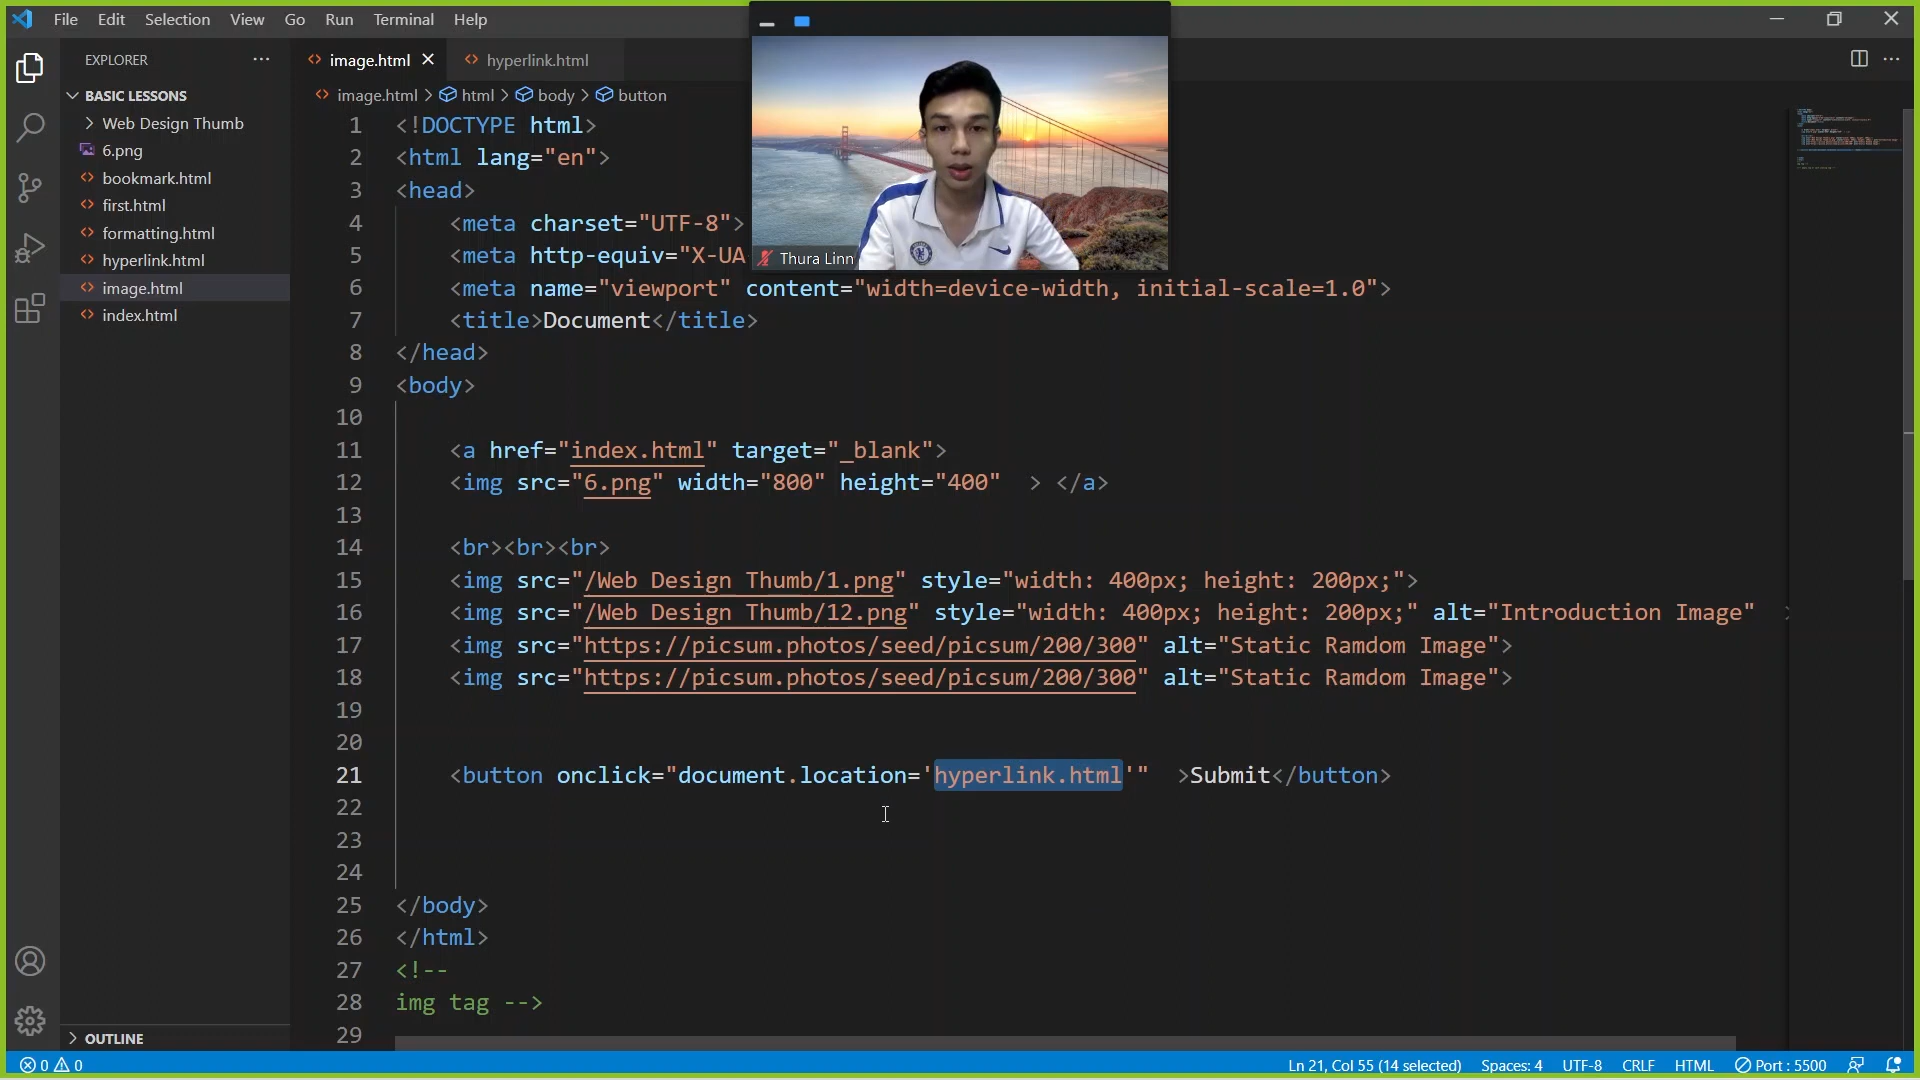 File Edit Selection View Go Run Terminal Help
EXPLORER
BASIC LESSONS
Web Design Thumb
6.png
bookmark.html
first.html
formatting.html
hyperlink.html
image.html
index.html
OUTLINE
image.html hyperlink.html
image.html > html > body > button
1 <!DOCTYPE html>
2 <html lang="en">
3 <head>
4 <meta charset="UTF-8">
5 <meta http-equiv="X-UA
6 <meta name="viewport" content="width=device-width, initial-scale=1.0">
7 <title>Document</title>
8 </head>
9 <body>
10
11 <a href="index.html" target="_blank">
12 <img src="6.png" width="800" height="400"  > </a>
13
14 <br><br><br>
15 <img src="/Web Design Thumb/1.png" style="width: 400px; height: 200px;">
16 <img src="/Web Design Thumb/12.png" style="width: 400px; height: 200px;" alt="Introduction Image"  >
17 <img src="https://picsum.photos/seed/picsum/200/300" alt="Static Ramdom Image">
18 <img src="https://picsum.photos/seed/picsum/200/300" alt="Static Ramdom Image">
19
20
21 <button onclick="document.location='hyperlink.html'"  >Submit</button>
22
23
24
25 </body>
26 </html>
27 <!--
28 img tag -->
29
Thura Linn
0 0
Ln 21, Col 55 (14 selected) Spaces: 4 UTF-8 CRLF HTML Port : 5500